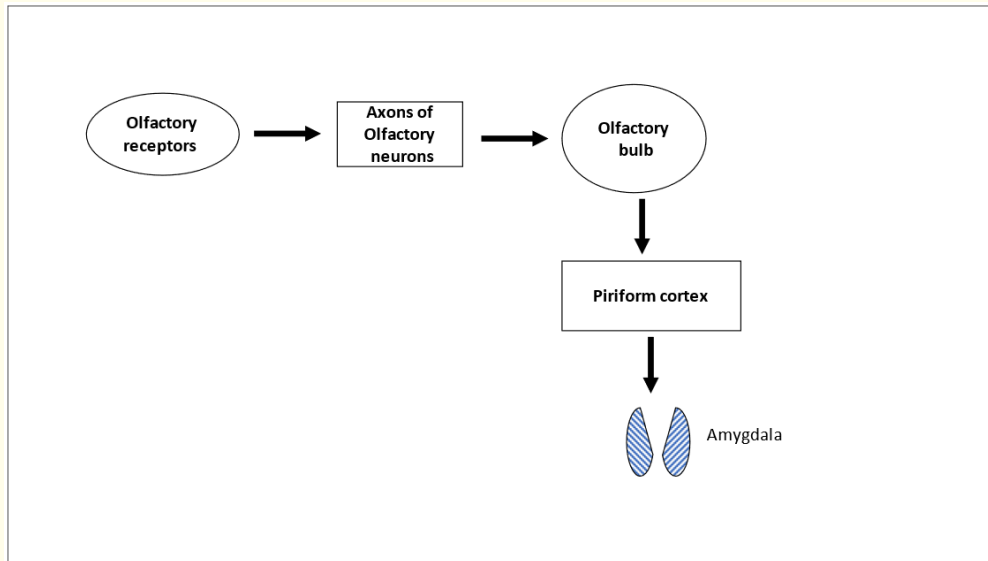 Olfactory
receptors
Axons of
Olfactory
neurons
Olfactory
bulb
Piriform cortex
Amygdala